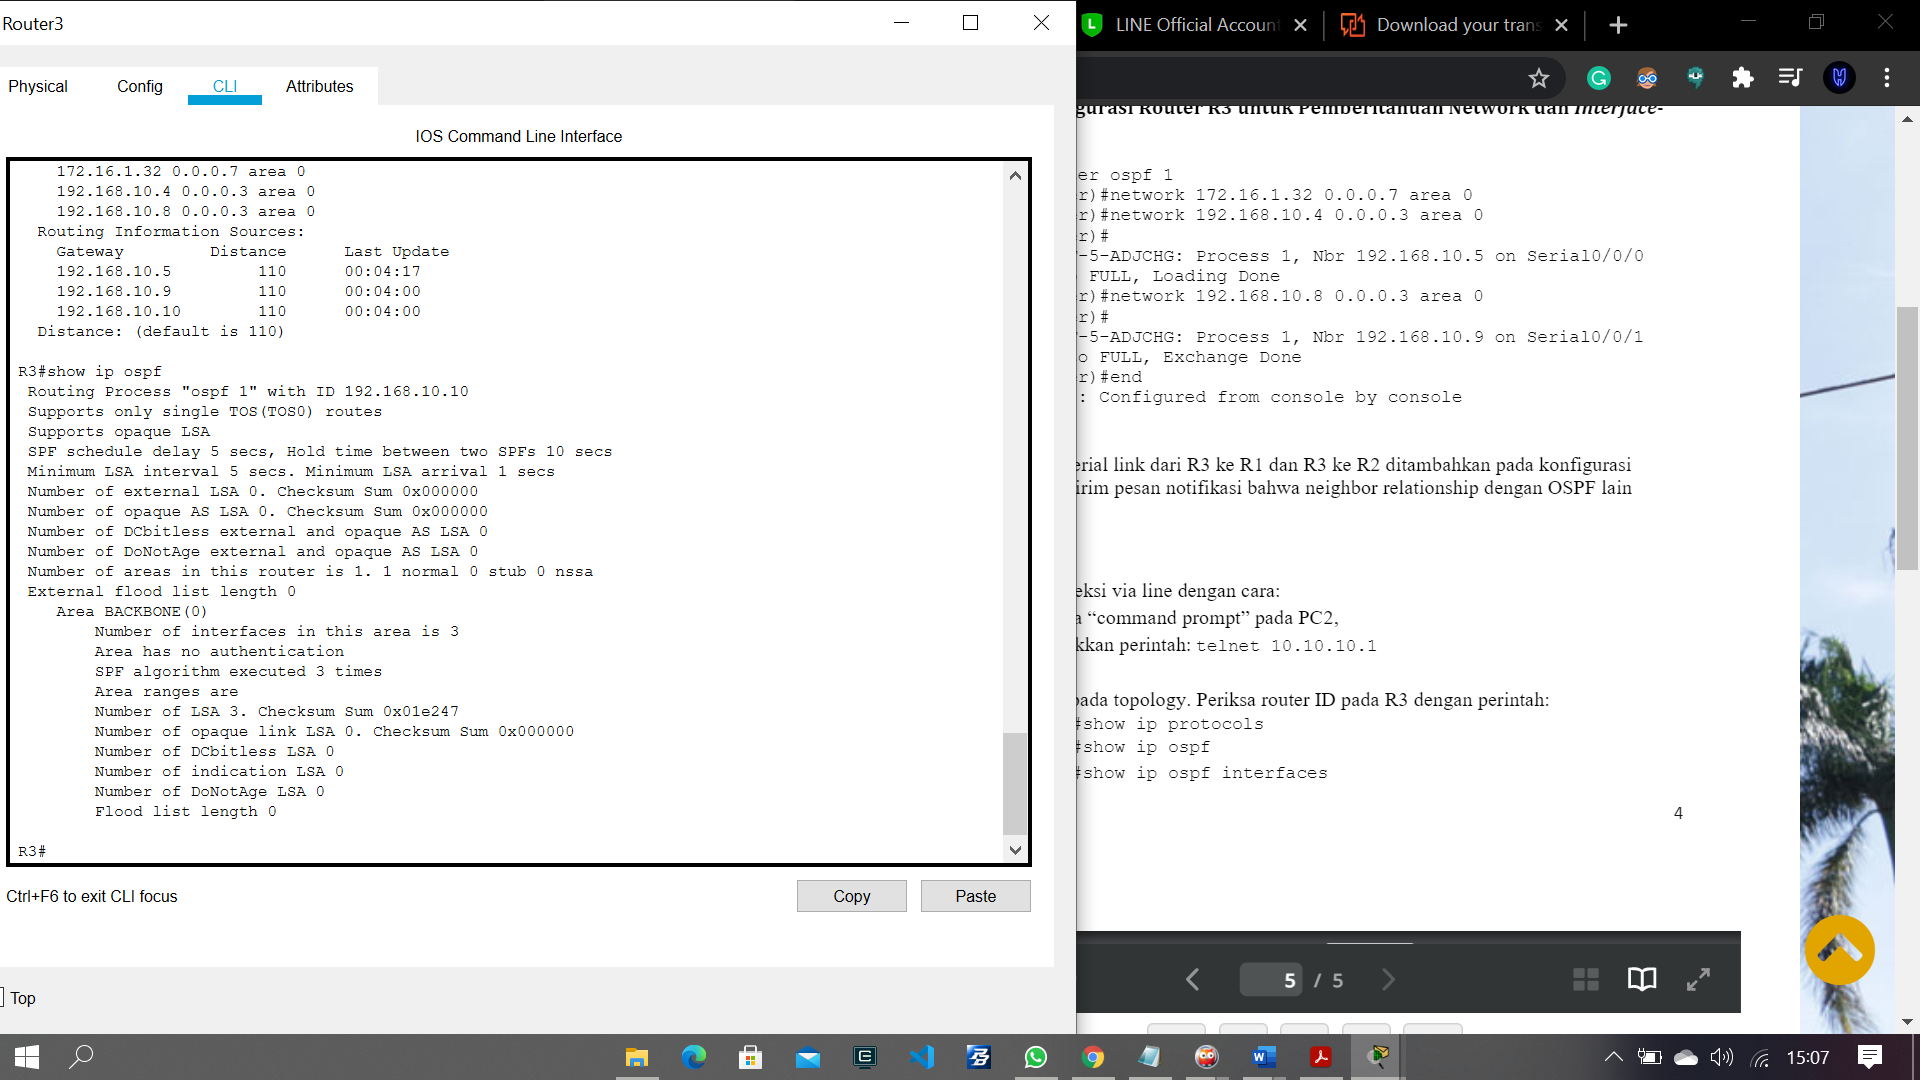 Router3
Physical
Config
CLI
Attributes
IOS Command Line Interface
172.16.1.32 0.0.0.7 area 0
192.168.10.4 0.0.0.3 area 0
192.168.10.8 0.0.0.3 area 0
Routing Information Sources:
Gateway Distance Last Update
192.168.10.5 110 00:04:17
192.168.10.9 110 00:04:00
192.168.10.10 110 00:04:00
Distance: (default is 110)
R3#show ip ospf
Routing Process "ospf 1" with ID 192.168.10.10
Supports only single TOS(TOS0) routes
Supports opaque LSA
SPF schedule delay 5 secs, Hold time between two SPFs 10 secs
Minimum LSA interval 5 secs. Minimum LSA arrival 1 secs
Number of external LSA 0. Checksum Sum 0x000000
Number of opaque AS LSA 0. Checksum Sum 0x000000
Number of DCbitless external and opaque AS LSA 0
Number of DoNotAge external and opaque AS LSA 0
Number of areas in this router is 1. 1 normal 0 stub 0 nssa
External flood list length 0
Area BACKBONE(0)
Number of interfaces in this area is 3
Area has no authentication
SPF algorithm executed 3 times
Area ranges are
Number of LSA 3. Checksum Sum 0x01e247
Number of opaque link LSA 0. Checksum Sum 0x000000
Number of DCbitless LSA 0
Number of indication LSA 0
Number of DoNotAge LSA 0
Flood list length 0
R3#
Ctrl+F6 to exit CLI focus
Copy
Paste
Top
LINE Official Accoun
Download your trans
gurasi Router R3 untuk Pemberitahuan Network dan Interface-
er ospf 1
r)#network 172.16.1.32 0.0.0.7 area 0
r)#network 192.168.10.4 0.0.0.3 area 0
r)#
-5-ADJCHG: Process 1, Nbr 192.168.10.5 on Serial0/0/0
FULL, Loading Done
r)#network 192.168.10.8 0.0.0.3 area 0
r)#
-5-ADJCHG: Process 1, Nbr 192.168.10.9 on Serial0/0/1
o FULL, Exchange Done
r)#end
: Configured from console by console
erial link dari R3 ke R1 dan R3 ke R2 ditambahkan pada konfigurasi
irim pesan notifikasi bahwa neighbor relationship dengan OSPF lain
eksi via line dengan cara:
a “command prompt” pada PC2,
kkan perintah: telnet 10.10.10.1
pada topology. Periksa router ID pada R3 dengan perintah:
#show ip protocols
#show ip ospf
#show ip ospf interfaces
4
5 / 5
15:07